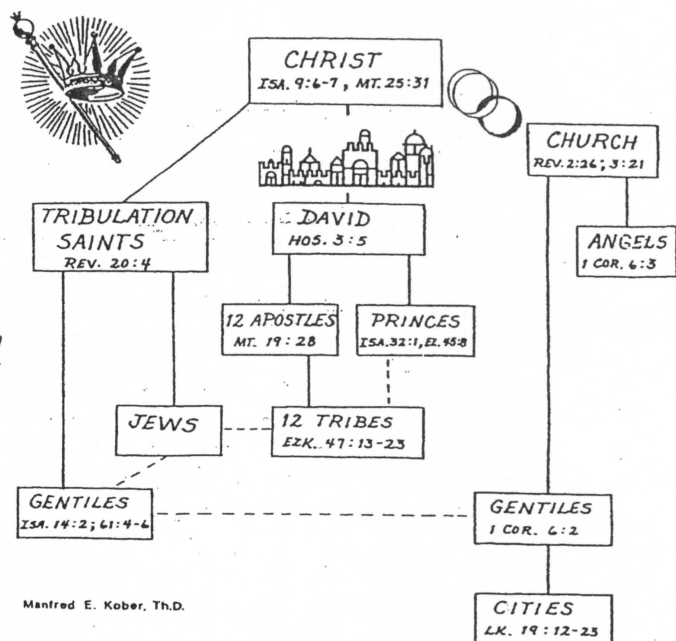 CHRIST
ISA. 9:6-7, MT. 25:31
CHURCH
REV. 2:26; 3:21
TRIBULATION
SAINTS
REV. 20:4
DAVID
HOS. 3:5
ANGELS
1 COR. 6:3
12 APOSTLES
MT. 19:28
PRINCES
ISA. 32:1, EZ. 45:8
JEWS
12 TRIBES
EZK. 47:13-23
GENTILES
ISA. 14:2; 61:4-6
GENTILES
1 COR. 6:2
CITIES
LK. 19:12-23
Manfred E. Kober, Th.D.